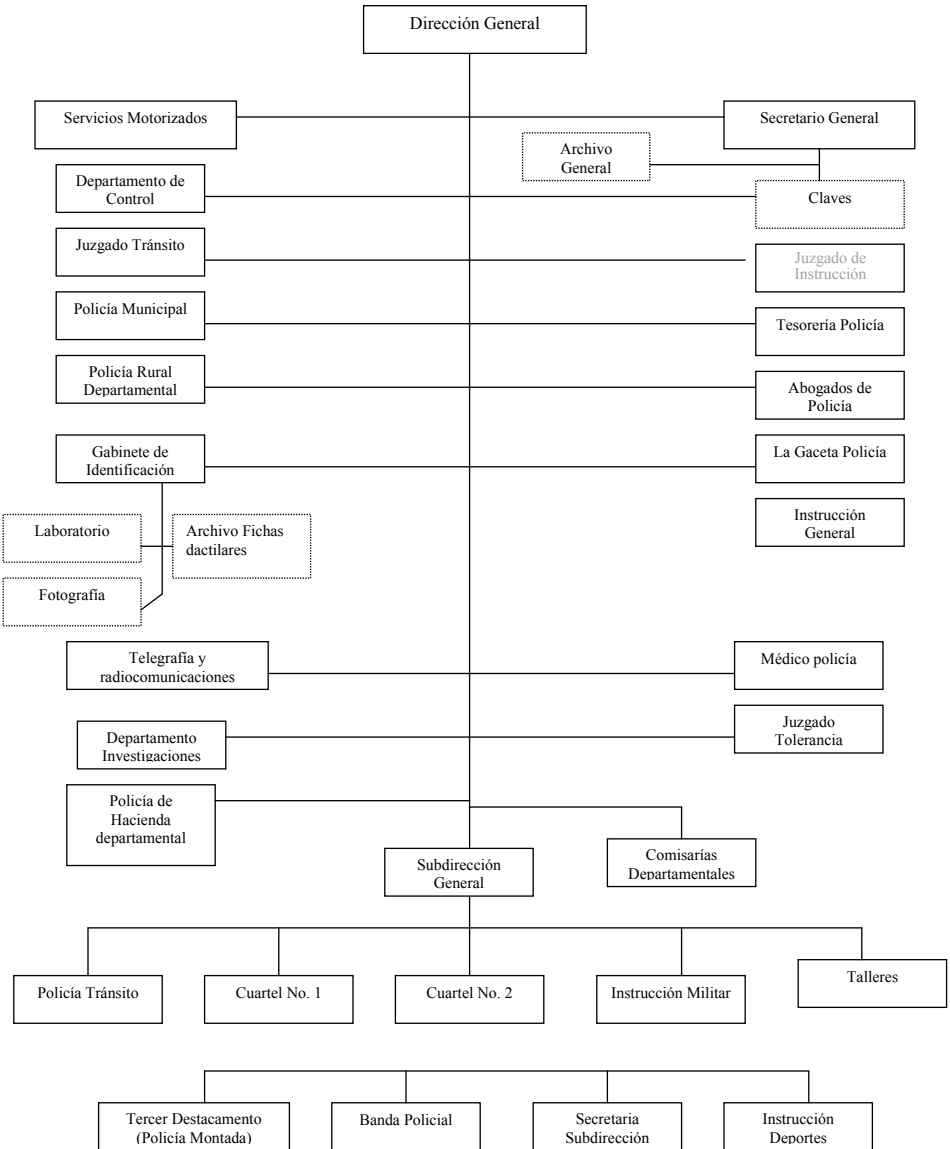 Dirección General
Servicios Motorizados
Secretario General
Archivo
General
Departamento de
Control
Claves
Juzgado Tránsito
Juzgado de
Instrucción
Policía Municipal
Tesorería Policía
Policía Rural
Departamental
Abogados de
Policía
Gabinete de
Identificación
La Gaceta Policía
Laboratorio
Archivo Fichas
dactilares
Instrucción
General
Fotografía
Telegrafía y
radiocomunicaciones
Médico policía
Departamento
Investigaciones
Juzgado
Tolerancia
Policía de
Hacienda
departamental
Subdirección
General
Comisarías
Departamentales
Policía Tránsito
Cuartel No. 1
Cuartel No. 2
Instrucción Militar
Talleres
Tercer Destacamento
(Policía Montada)
Banda Policial
Secretaria
Subdirección
Instrucción
Deportes